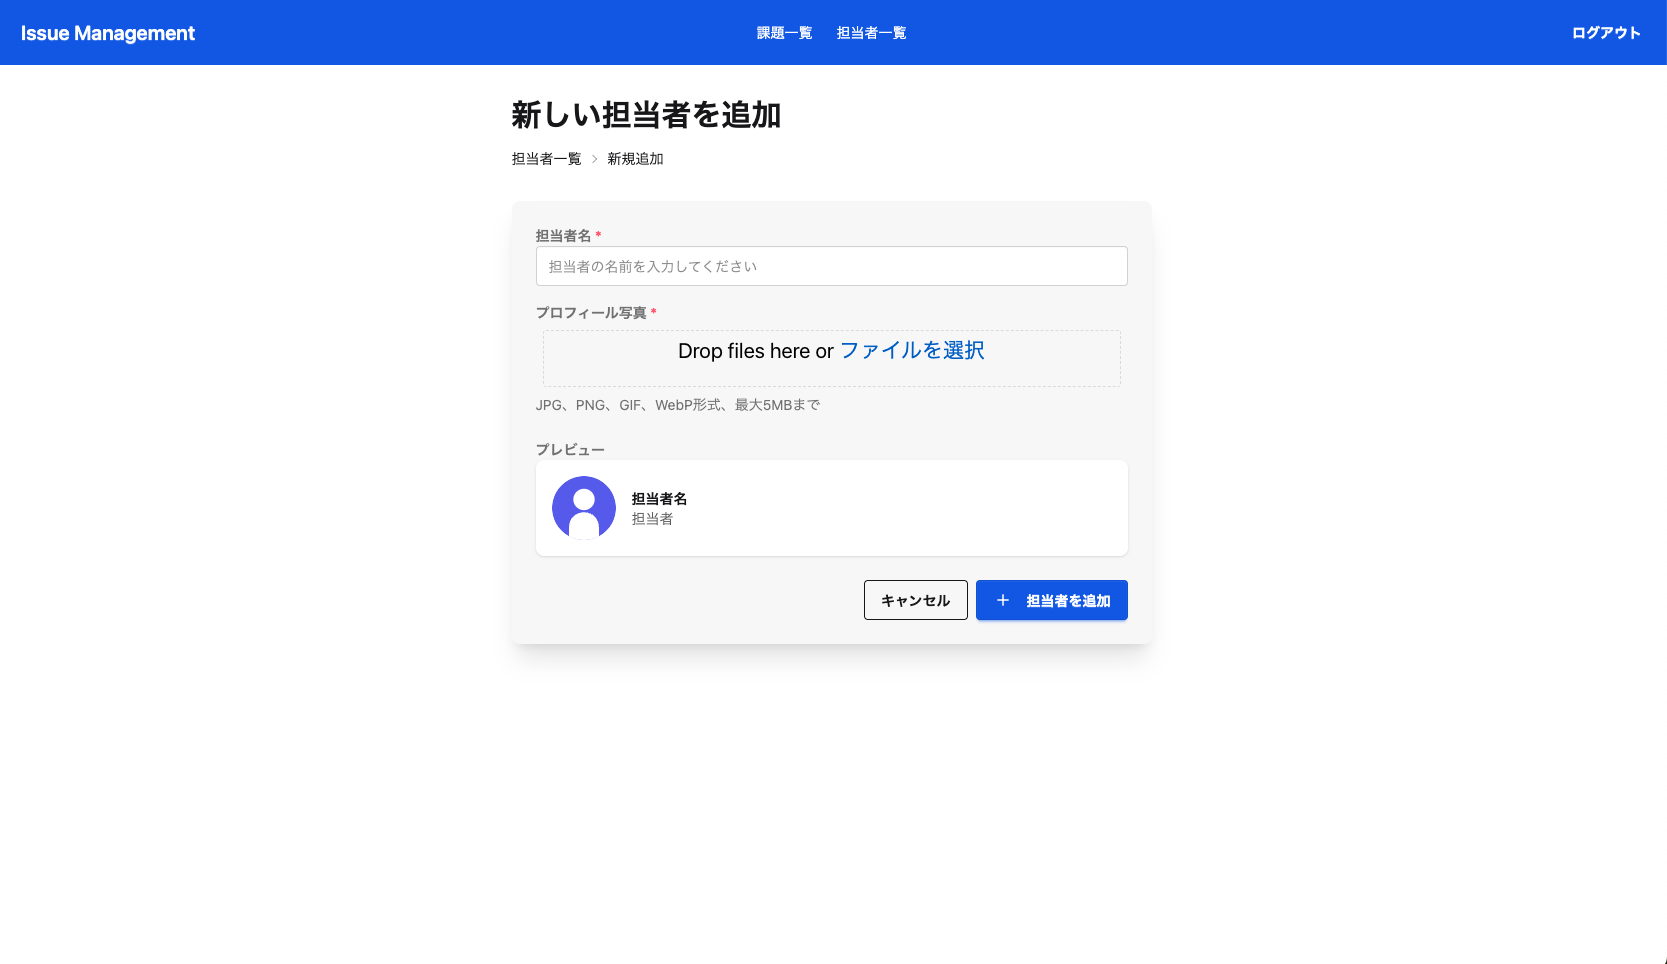 Issue Management
課題一覧
担当者一覧
ログアウト
新しい担当者を追加
担当者一覧
新規追加
担当者名 *
担当者の名前を入力してください
プロフィール写真 *
Drop files here or ファイルを選択
JPG、PNG、GIF、WebP形式、最大5MBまで
プレビュー
担当者名
担当者
キャンセル
+ 担当者を追加